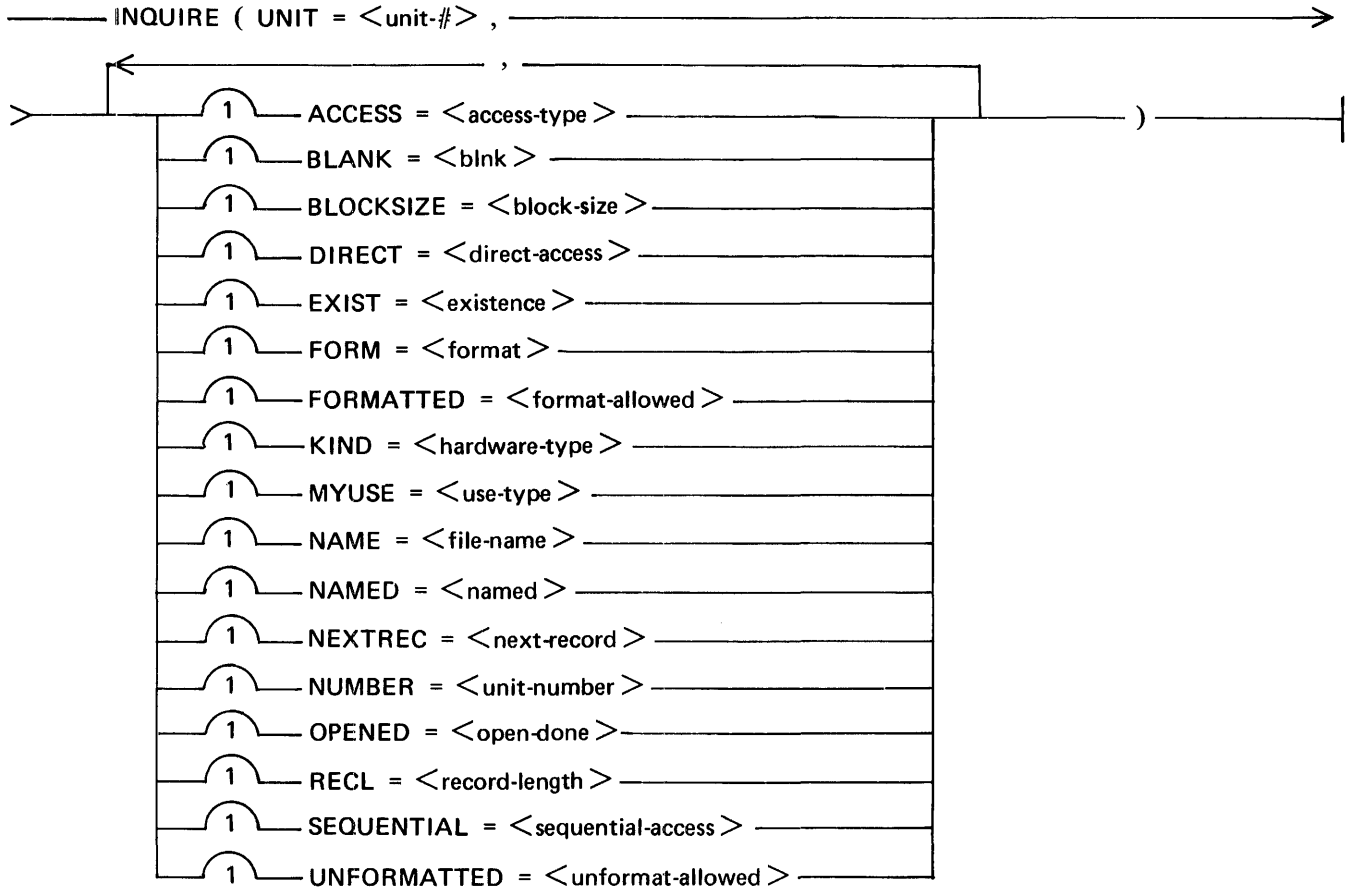 INQUIRE ( UNIT = <unit-#> ,
,
1 ACCESS = <access-type> )
1 BLANK = <blnk>
1 BLOCKSIZE = <block-size>
1 DIRECT = <direct-access>
1 EXIST = <existence>
1 FORM = <format>
1 FORMATTED = <format-allowed>
1 KIND = <hardware-type>
1 MYUSE = <use-type>
1 NAME = <file-name>
1 NAMED = <named>
1 NEXTREC = <next-record>
1 NUMBER = <unit-number>
1 OPENED = <open-done>
1 RECL = <record-length>
1 SEQUENTIAL = <sequential-access>
1 UNFORMATTED = <unformat-allowed>